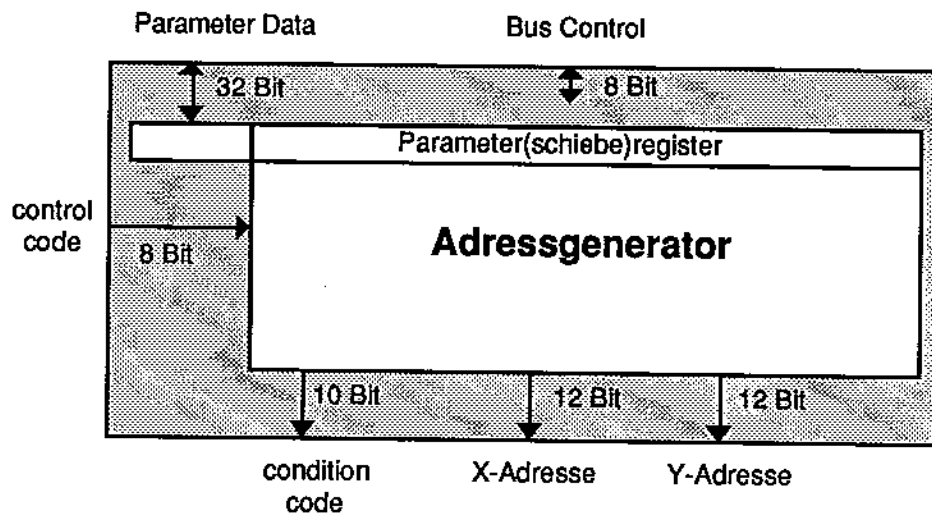 Parameter Data
Bus Control
32 Bit
8 Bit
Parameter(schiebe)register
control
code
8 Bit
Adressgenerator
10 Bit
12 Bit
12 Bit
condition
code
X-Adresse
Y-Adresse